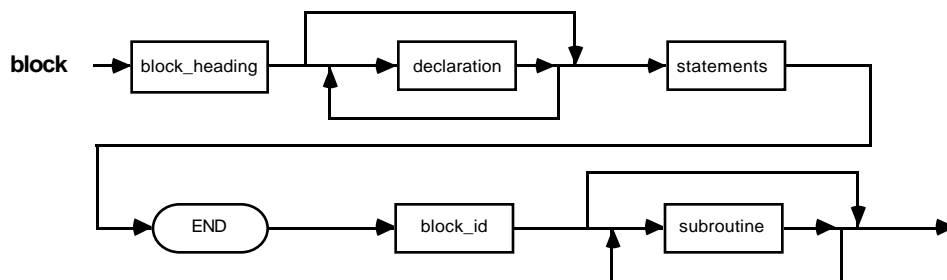 block
block_heading
declaration
statements
END
block_id
subroutine